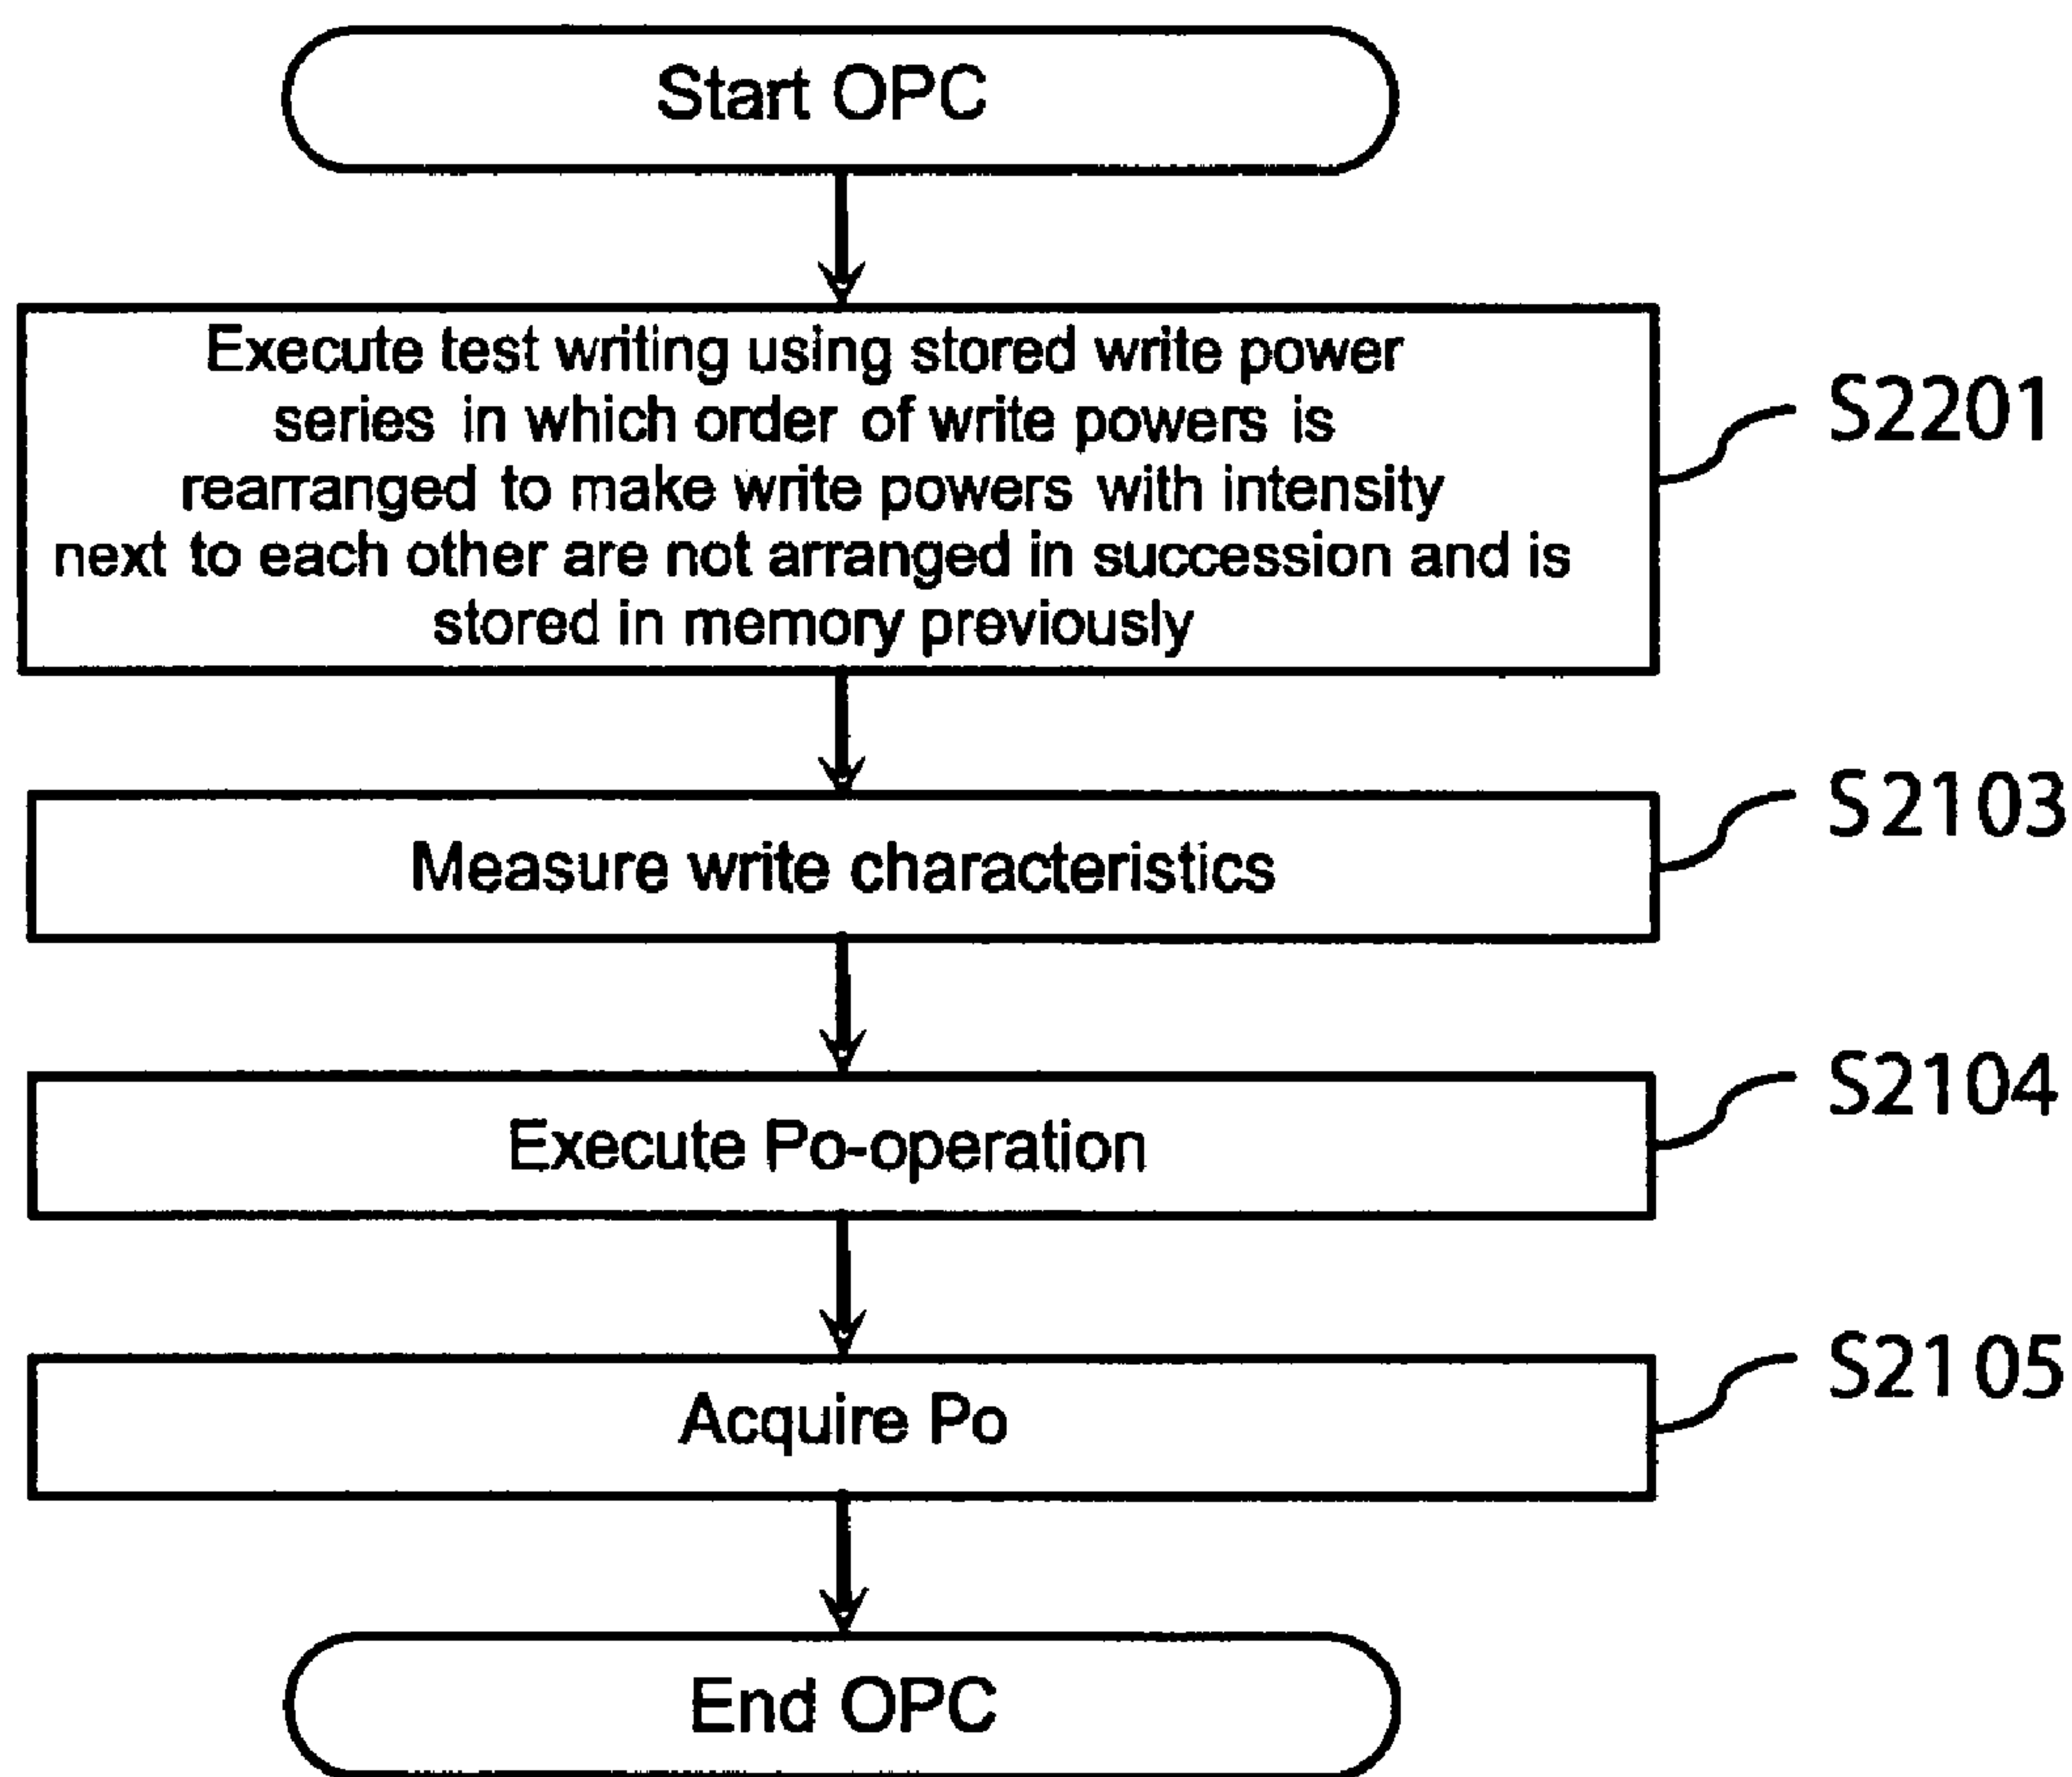 Start OPC
Execute test writing using stored write power
series in which order of write powers is
rearranged to make write powers with intensity
next to each other are not arranged in succession and is
stored in memory previously
S2201
Measure write characteristics
S2103
Execute Po-operation
S2104
Acquire Po
S2105
End OPC